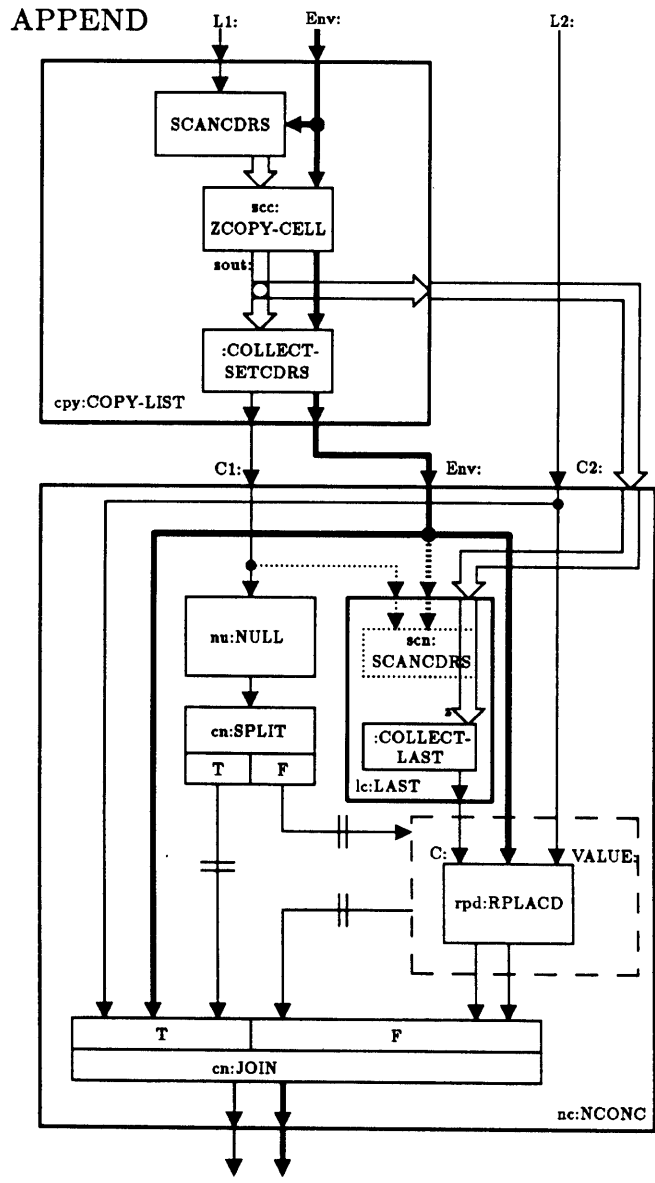 APPEND
L1:
Env:
L2:
SCANCDRS
scc:
ZCOPY-CELL
sout:
:COLLECT-
SETCDRS
cpy:COPY-LIST
C1:
Env:
C2:
nu:NULL
scn:
SCANCDRS
cn:SPLIT
T
F
s
:COLLECT-
LAST
lc:LAST
C:
VALUE:
rpd:RPLACD
T
F
cn:JOIN
nc:NCONC